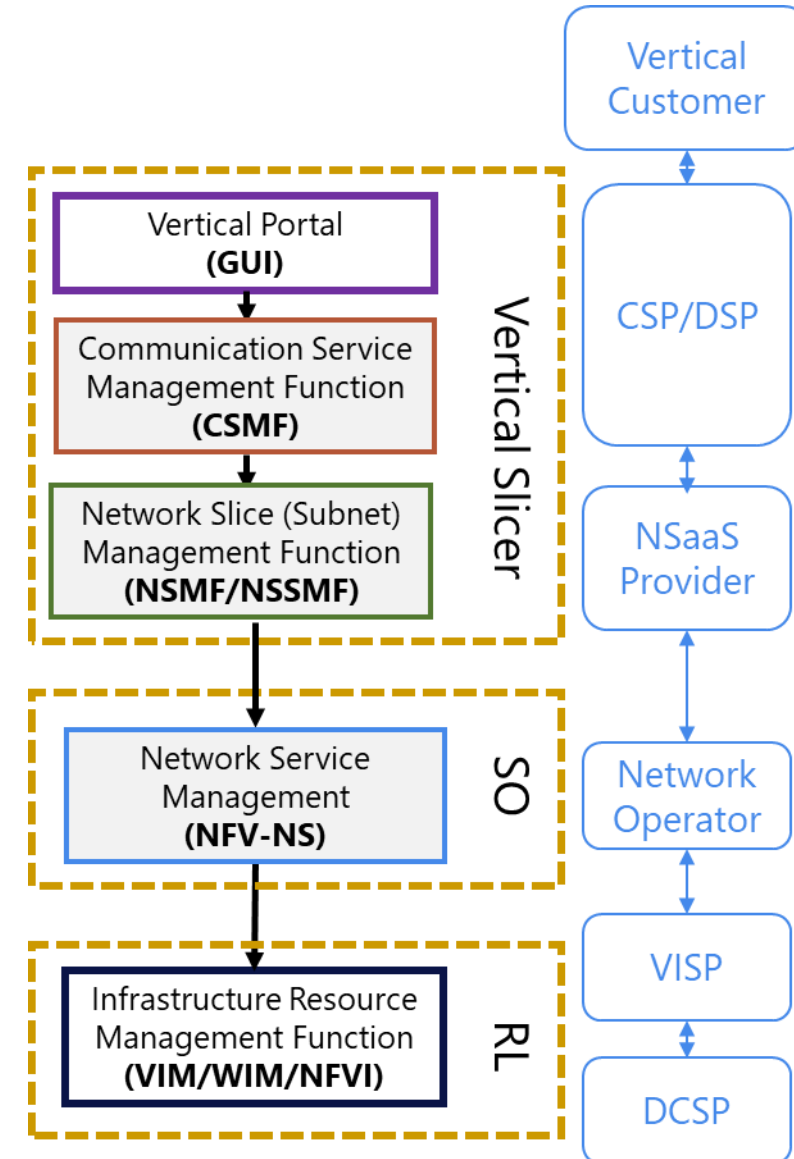 Vertical
Customer
Vertical Portal
(GUI)
Communication Service
Management Function
(CSMF)
Network Slice (Subnet)
Management Function
(NSMF/NSSMF)
Vertical Slicer
CSP/DSP
NSaaS
Provider
Network Service
Management
(NFV-NS)
SO
Network
Operator
Infrastructure Resource
Management Function
(VIM/WIM/NFVI)
RL
VISP
DCSP